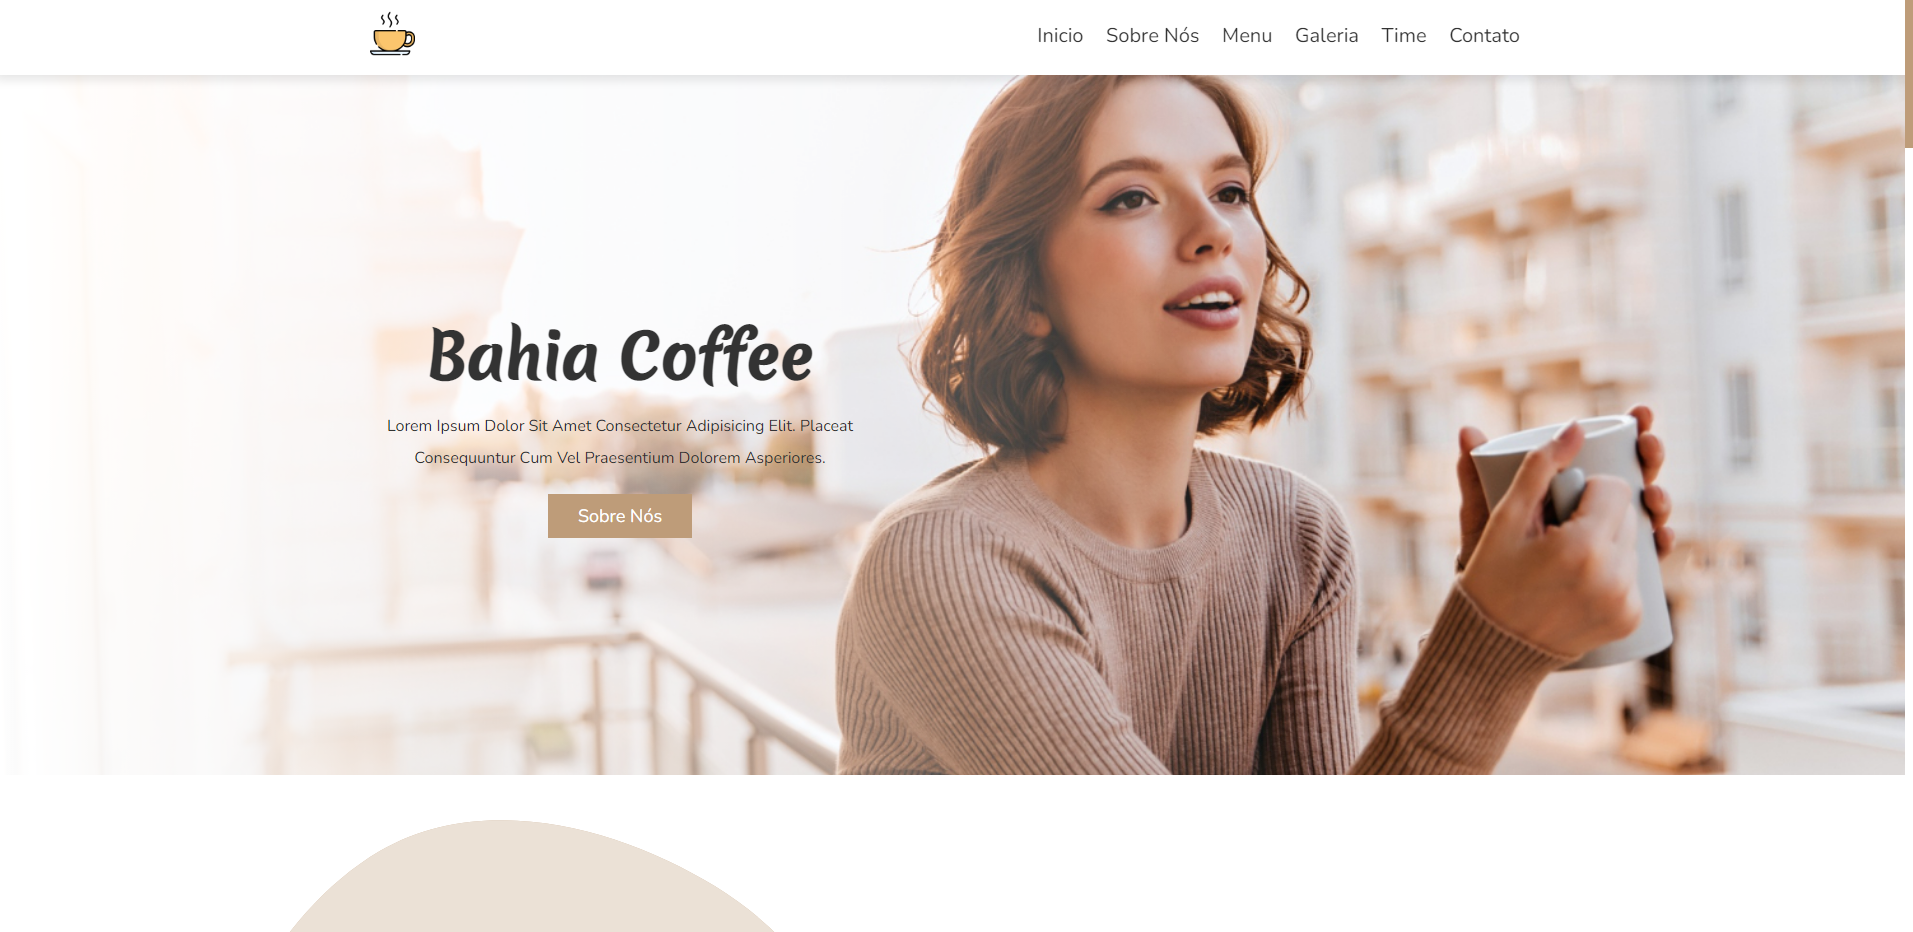 Inicio Sobre Nós Menu Galeria Time Contato
Bahia Coffee
Lorem Ipsum Dolor Sit Amet Consectetur Adipisicing Elit. Placeat
Consequuntur Cum Vel Praesentium Dolorem Asperiores.
Sobre Nós